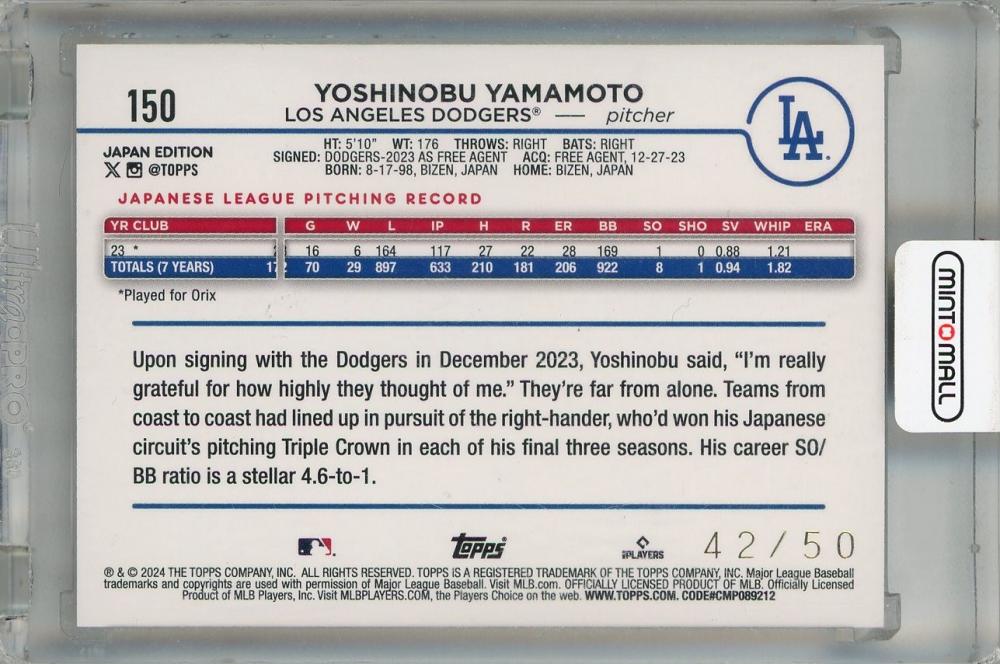 150
YOSHINOBU YAMAMOTO
LOS ANGELES DODGERS® — pitcher
LA
JAPAN EDITION
X @TOPPS
HT: 5'10" WT: 176 THROWS: RIGHT BATS: RIGHT
SIGNED: DODGERS-2023 AS FREE AGENT ACQ: FREE AGENT, 12-27-23
BORN: 8-17-98, BIZEN, JAPAN HOME: BIZEN, JAPAN
JAPANESE LEAGUE PITCHING RECORD
YR CLUB G W L IP H R ER BB SO SHO SV WHIP ERA
23 * 16 6 164 117 27 22 28 169 1 0 0.88 1.21
TOTALS (7 YEARS) 172 70 29 897 633 210 181 206 922 8 1 0.94 1.82
*Played for Orix
Upon signing with the Dodgers in December 2023, Yoshinobu said, “I’m really
grateful for how highly they thought of me.” They’re far from alone. Teams from
coast to coast had lined up in pursuit of the right-hander, who’d won his Japanese
circuit’s pitching Triple Crown in each of his final three seasons. His career SO/
BB ratio is a stellar 4.6-to-1.
Topps
PLAYERS
42/50
® & © 2024 THE TOPPS COMPANY, INC. ALL RIGHTS RESERVED. TOPPS IS A REGISTERED TRADEMARK OF THE TOPPS COMPANY, INC. Major League Baseball
trademarks and copyrights are used with permission of Major League Baseball. Visit MLB.com. OFFICIALLY LICENSED PRODUCT OF MLB. Officially Licensed
Product of MLB Players, Inc. Visit MLBPLAYERS.COM, the Players Choice on the web. WWW.TOPPS.COM. CODE#CMP089212
MINTOMALL
UltraPRO